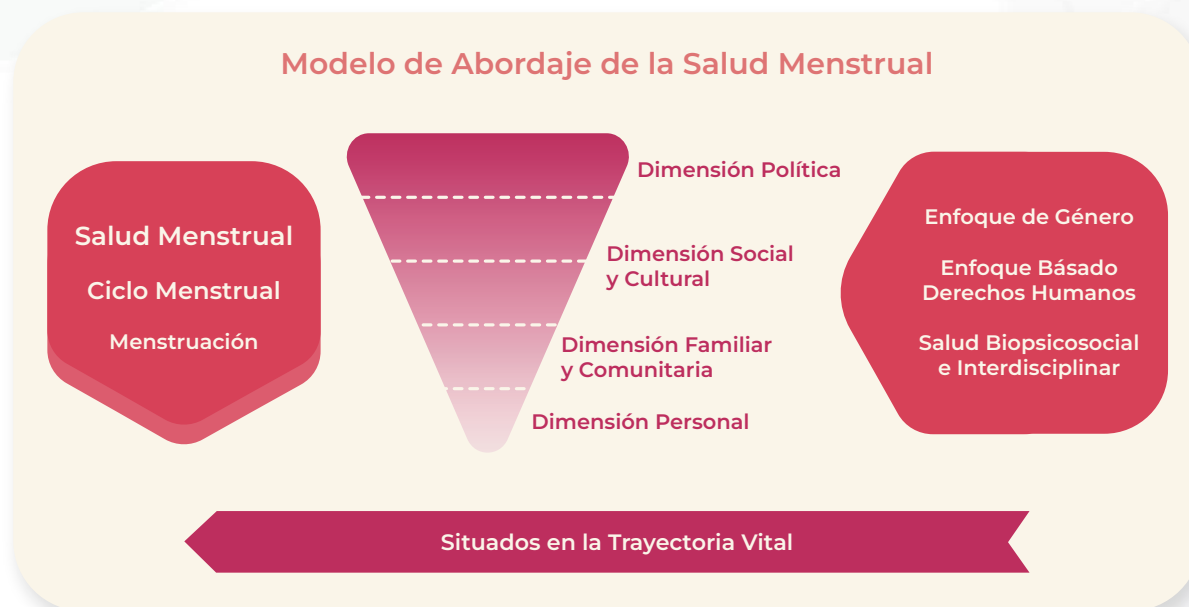 Modelo de Abordaje de la Salud Menstrual
Salud Menstrual
Ciclo Menstrual
Menstruación
Dimensión Política
Dimensión Social
y Cultural
Dimensión Familiar
y Comunitaria
Dimensión Personal
Enfoque de Género
Enfoque Básado
Derechos Humanos
Salud Biopsicosocial
e Interdisciplinar
Situados en la Trayectoria Vital